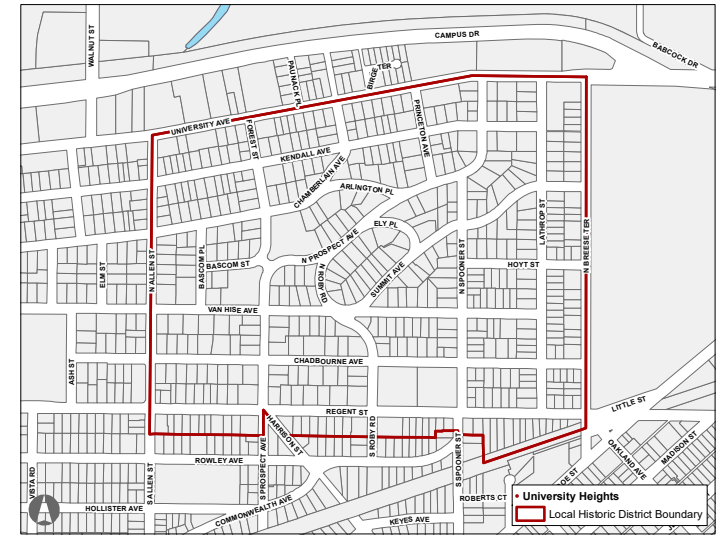 WALNUT ST
CAMPUS DR
BABCOCK DR
PAUNACK PL
BIRGE TER
UNIVERSITY AVE
FOREST ST
PRINCETON AVE
KENDALL AVE
CHAMBERLAIN AVE
ARLINGTON PL
ELY PL
N PROSPECT AVE
LATHROP ST
N BREESE TER
ELM ST
N ALLEN ST
BASCOM PL
BASCOM ST
N ROBY RD
SUMMIT AVE
N SPOONER ST
HOYT ST
VAN HISE AVE
ASH ST
CHADBOURNE AVE
LITTLE ST
REGENT ST
HARRISON ST
S ROBY RD
S SPOONER ST
OAKLAND AVE
MADISON ST
ROWLEY AVE
VISTA RD
S ALLEN ST
S PROSPECT AVE
HOLLISTER AVE
COMMONWEALTH AVE
ROBERTS CT
KEYES AVE
University Heights
Local Historic District Boundary